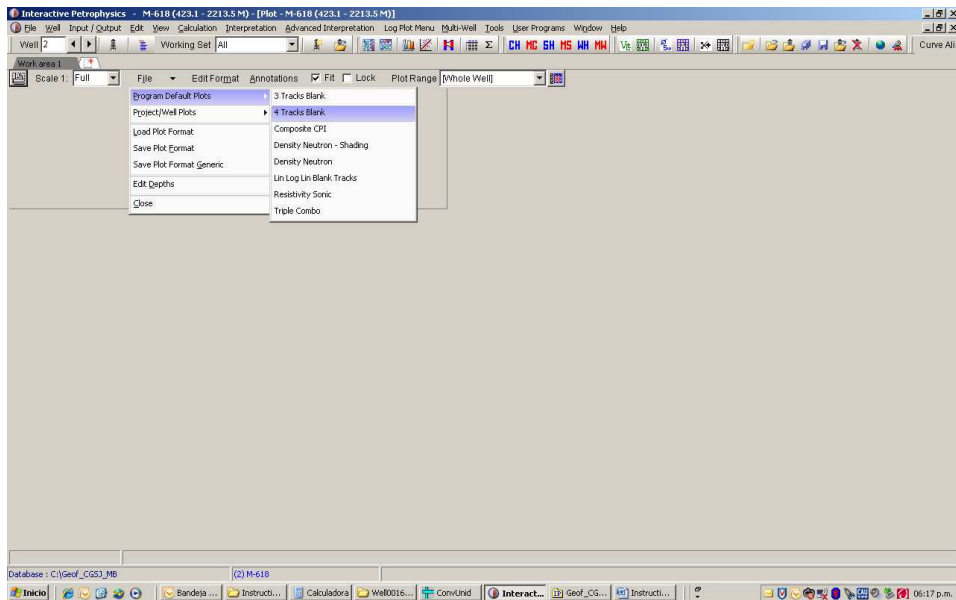 Interactive Petrophysics - M-618 (423.1 - 2213.5 M) - [Plot - M-618 (423.1 - 2213.5 M)]
File Well Input / Output Edit View Calculation Interpretation Advanced Interpretation Log Plot Menu Multi-Well Tools User Programs Window Help
Well 2 Working Set All Σ CH MC SH MS WH MW Curve Ali
Work area 1
Scale 1: Full File Edit Format Annotations Fit Lock Plot Range [Whole Well]
Program Default Plots
Project/Well Plots
Load Plot Format
Save Plot Format
Save Plot Format Generic
Edit Depths
Close
3 Tracks Blank
4 Tracks Blank
Composite CPI
Density Neutron - Shading
Density Neutron
Lin Log Lin Blank Tracks
Resistivity Sonic
Triple Combo
Database : C:\Geof_CGSJ_MB (2) M-618
Inicio Bandeja ... Instructi... Calculadora Well0016... ConvUnid Interact... Geof_CG... Instructi... 06:17 p.m.